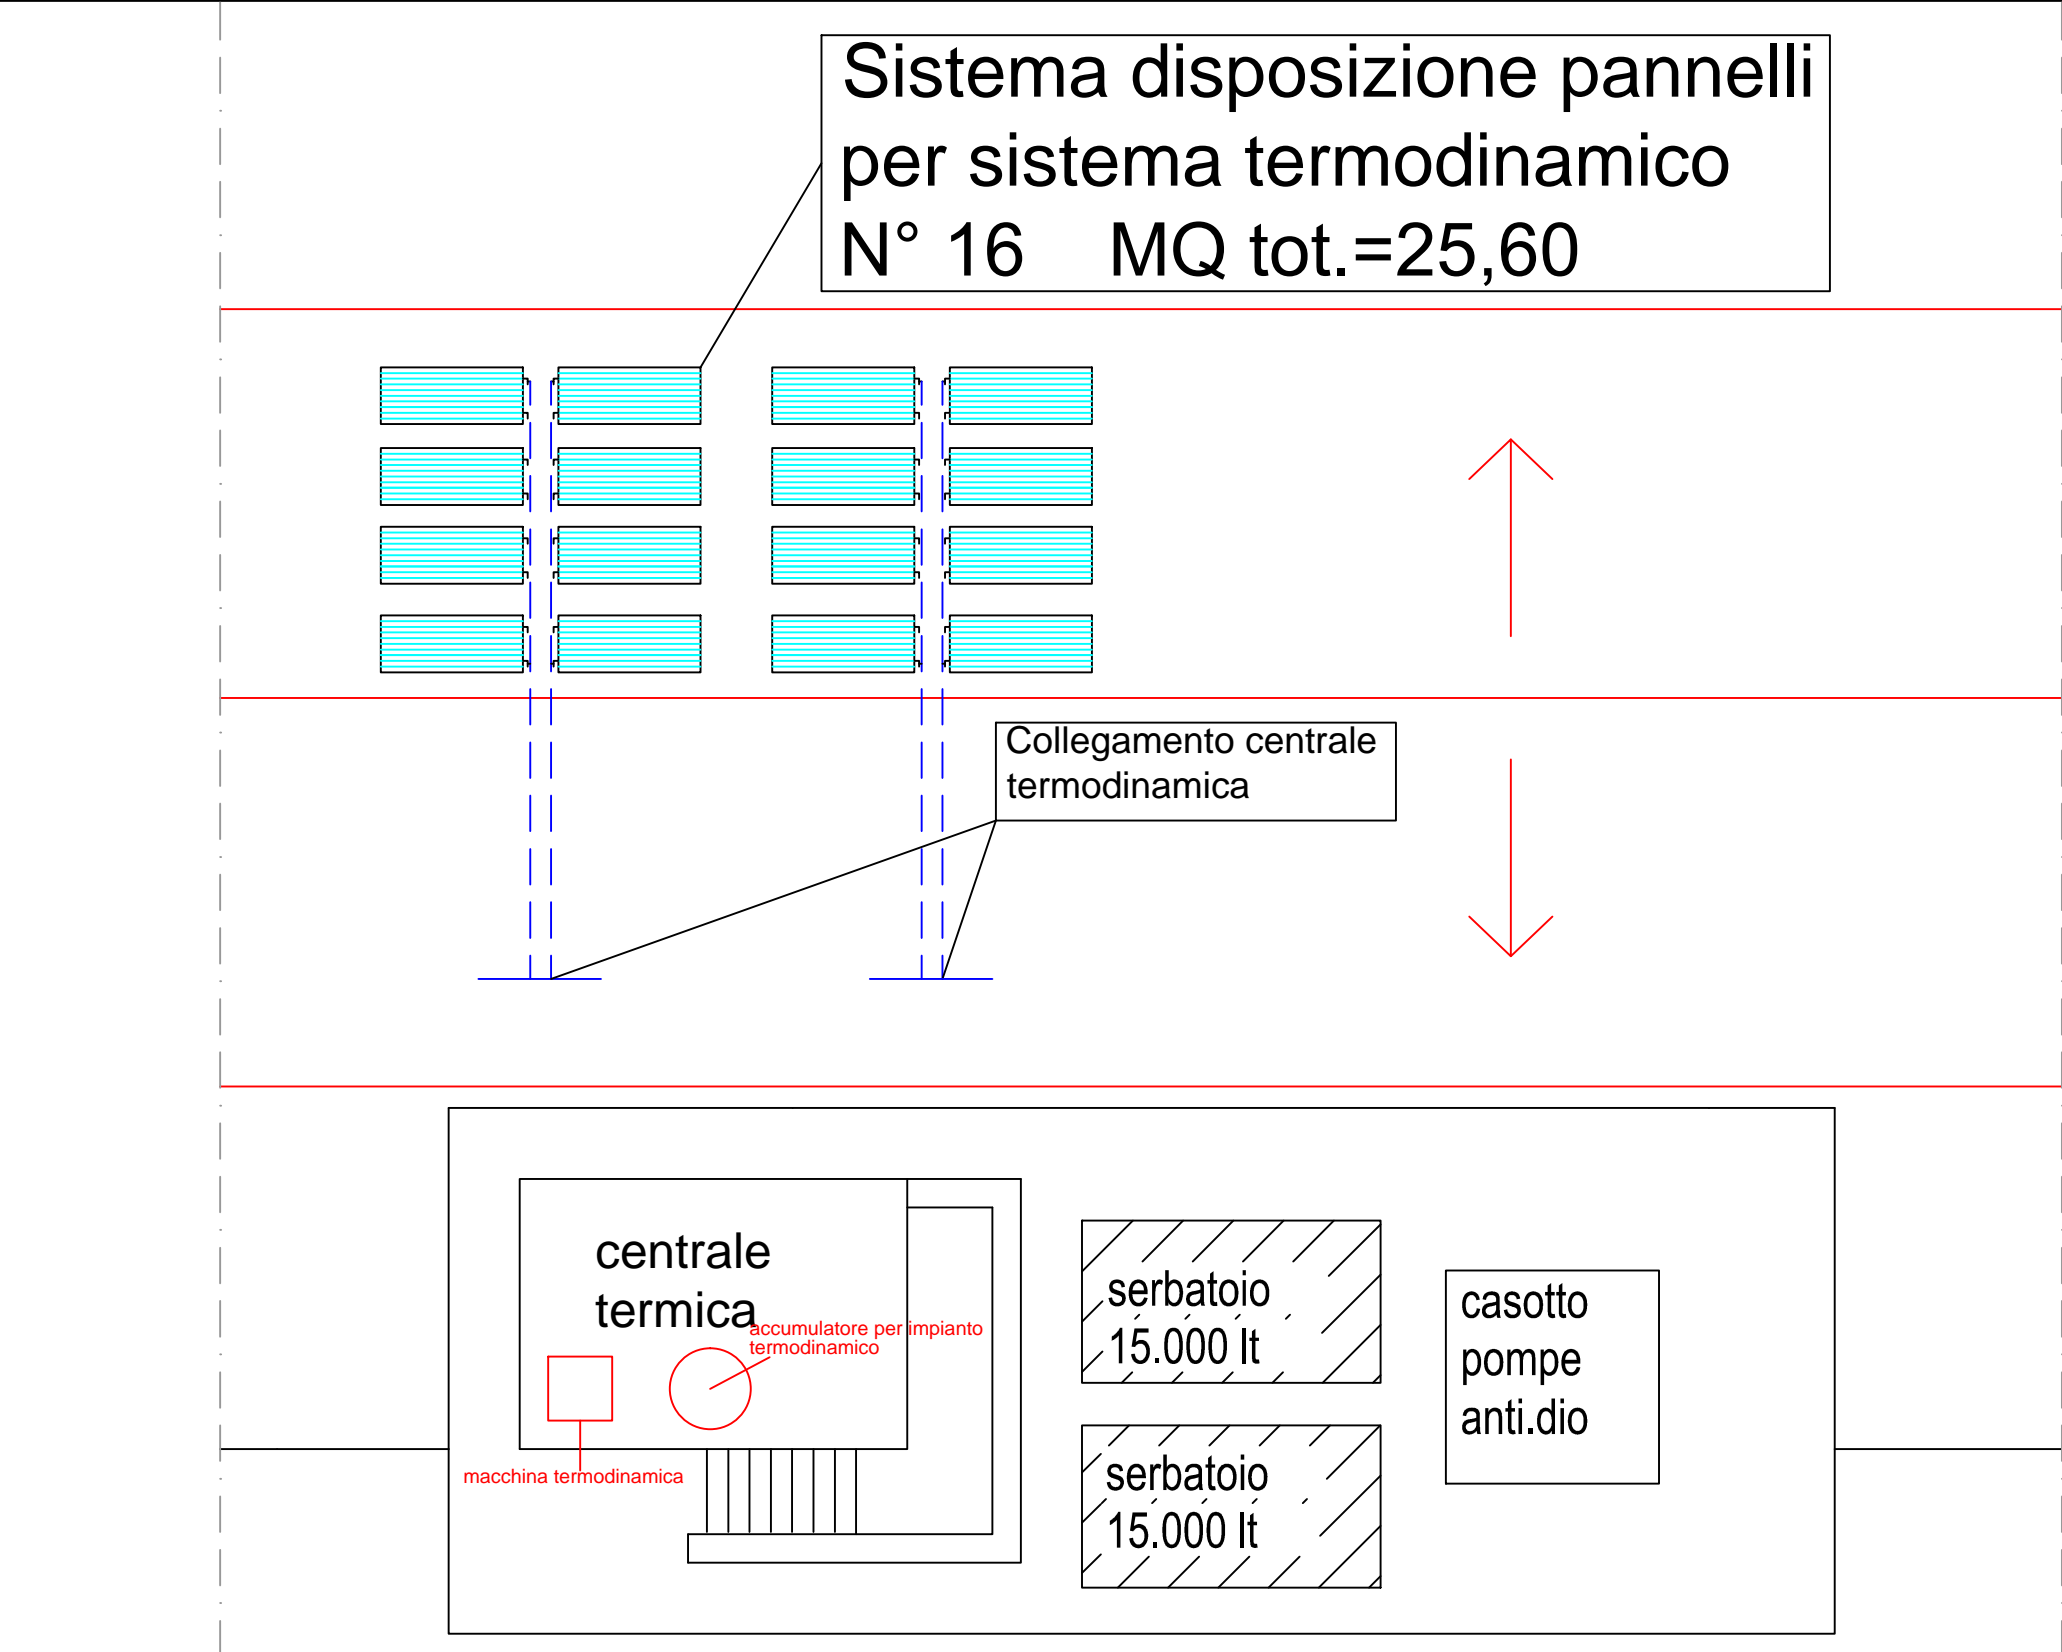 Sistema disposizione pannelli
per sistema termodinamico
N° 16 MQ tot.=25,60
Collegamento centrale
termodinamica
centrale
termica
accumulatore per impianto
termodinamico
macchina termodinamica
serbatoio
15.000 lt
serbatoio
15.000 lt
casotto
pompe
anti.dio